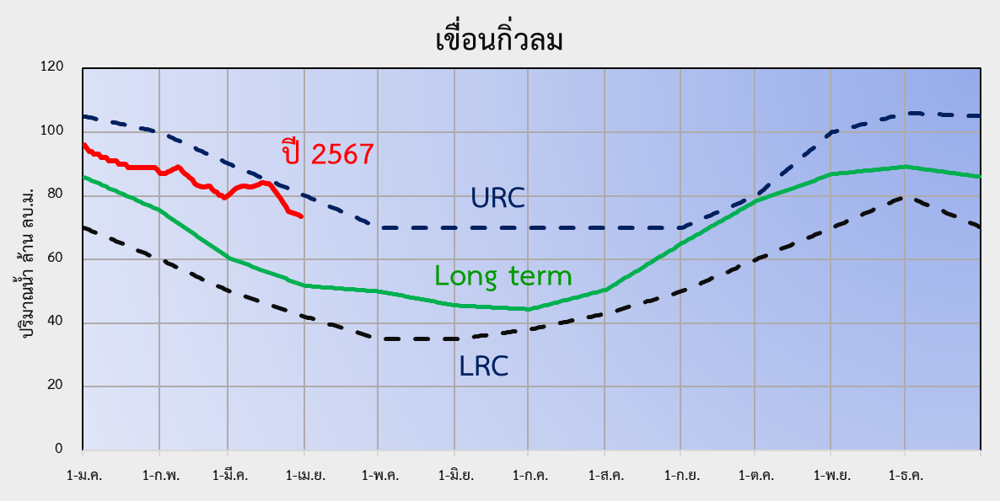 เขื่อนกิ่วลม
120
100
80
60
40
20
0
ปริมาณน้ำ ล้าน ลบ.ม.
ปี 2567
URC
Long term
LRC
1-ม.ค. 1-ก.พ. 1-มี.ค. 1-เม.ย. 1-พ.ค. 1-มิ.ย. 1-ก.ค. 1-ส.ค. 1-ก.ย. 1-ต.ค. 1-พ.ย. 1-ธ.ค.